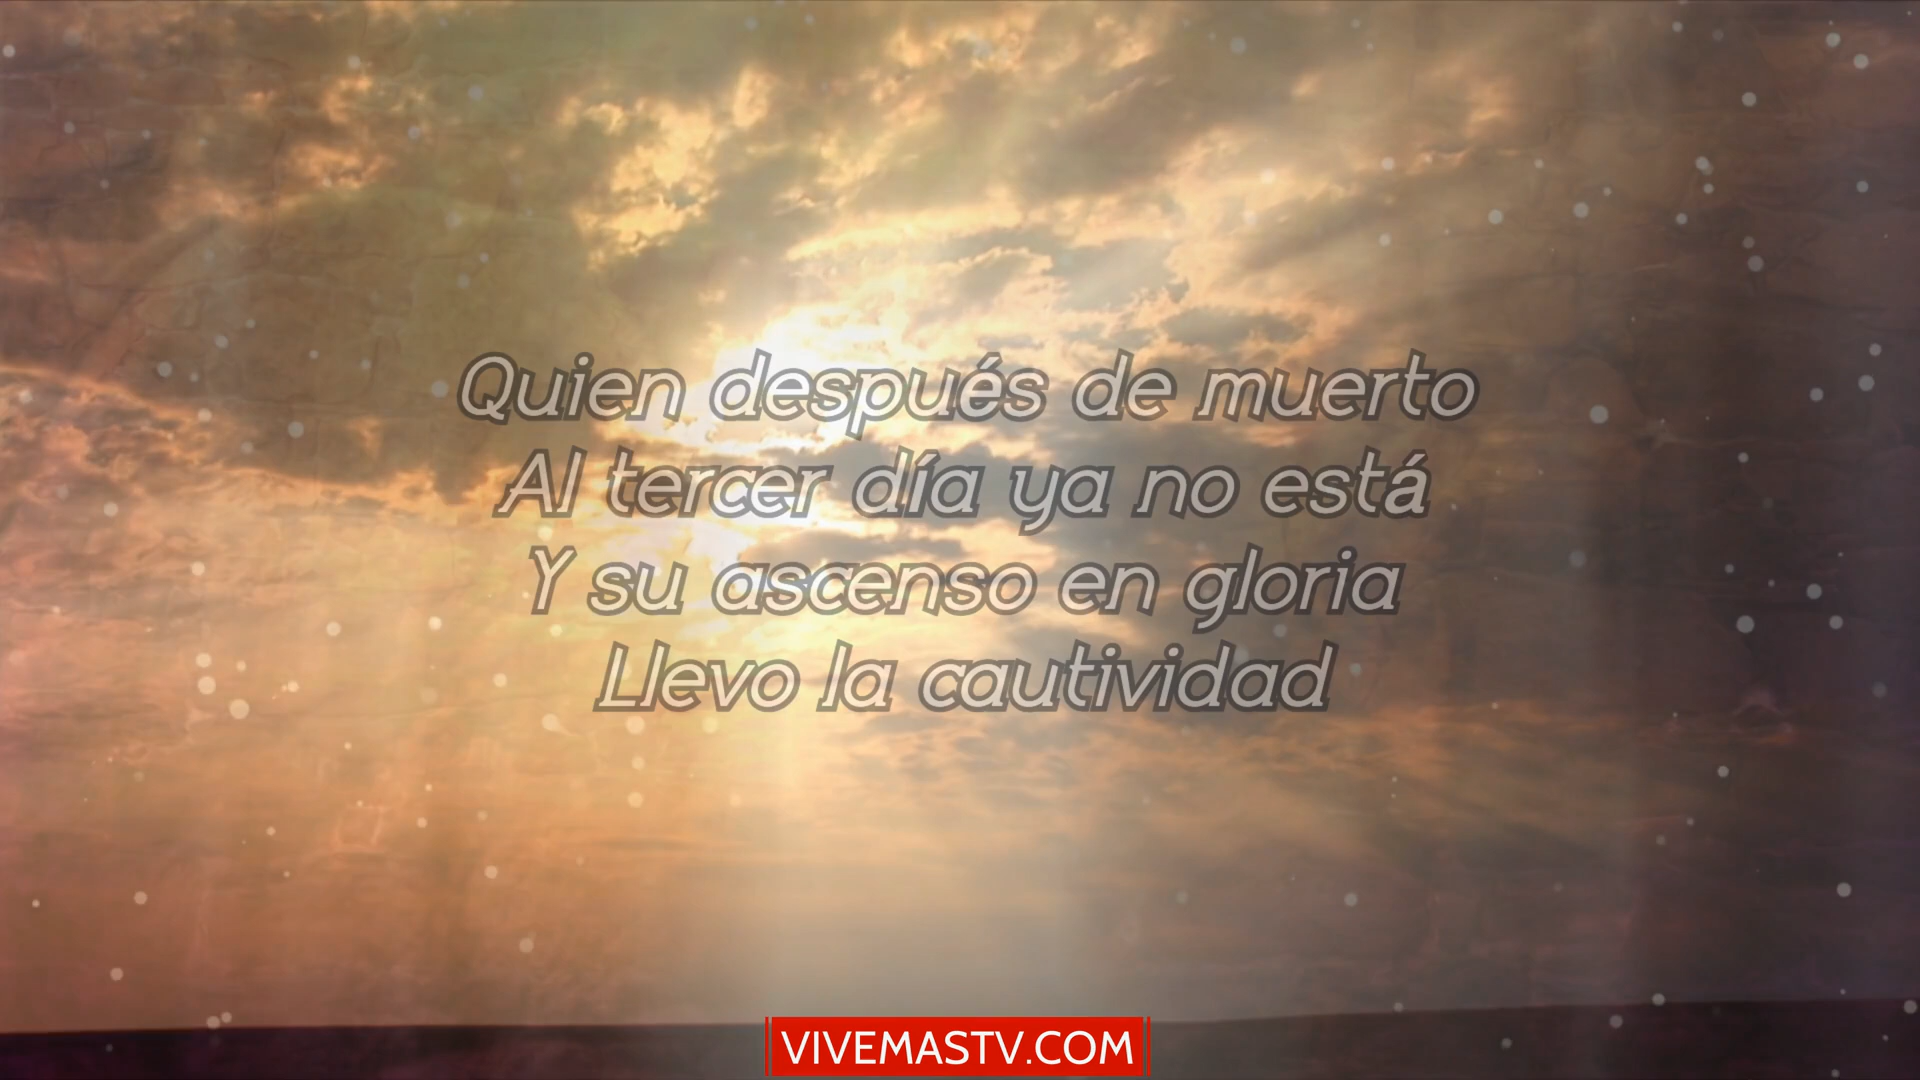 Quien después de muerto
Al tercer día ya no está
Y su ascenso en gloria
Llevo la cautividad
VIVEMASTV.COM